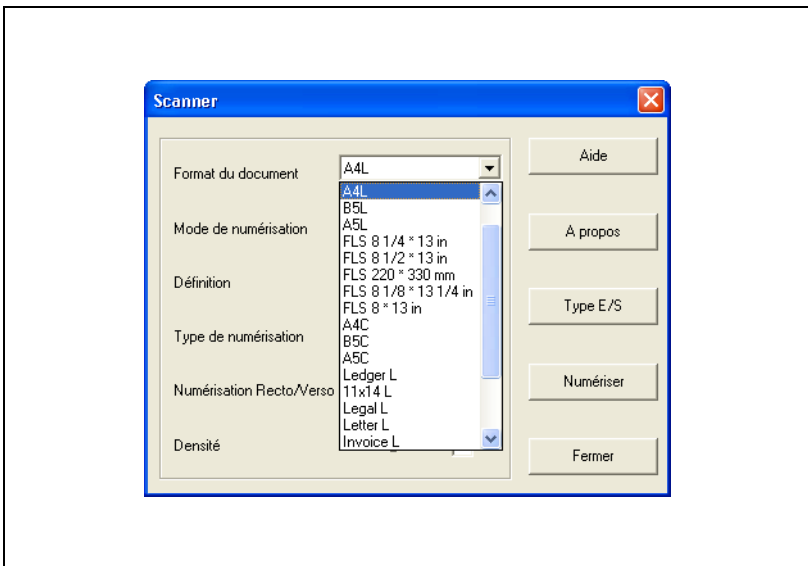 Scanner
Format du document
A4L
A4L
B5L
A5L
FLS 8 1/4 * 13 in
FLS 8 1/2 * 13 in
FLS 220 * 330 mm
FLS 8 1/8 * 13 1/4 in
FLS 8 * 13 in
A4C
B5C
A5C
Ledger L
11x14 L
Legal L
Letter L
Invoice L
Mode de numérisation
Définition
Type de numérisation
Numérisation Recto/Verso
Densité
Aide
A propos
Type E/S
Numériser
Fermer